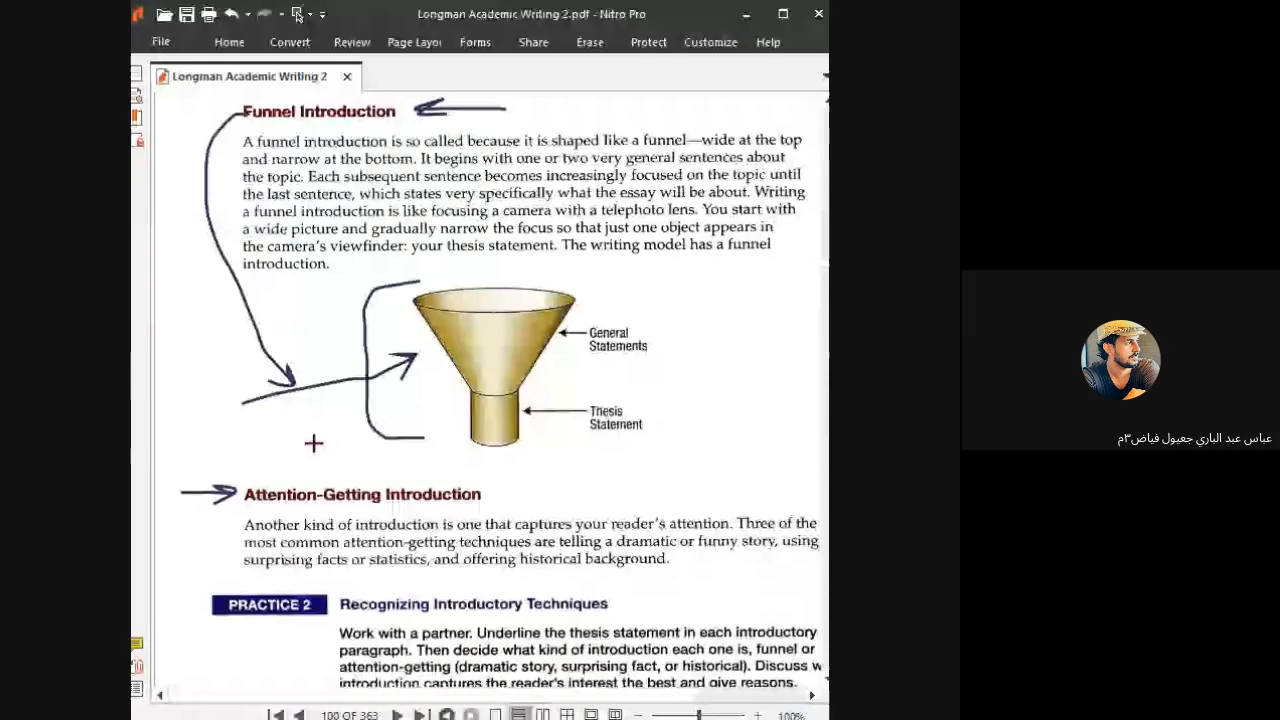 Longman Academic Writing 2.pdf - Nitro Pro
File Home Convert Review Page Layou Forms Share Erase Protect Customize Help
Longman Academic Writing 2
Funnel Introduction
A funnel introduction is so called because it is shaped like a funnel—wide at the top
and narrow at the bottom. It begins with one or two very general sentences about
the topic. Each subsequent sentence becomes increasingly focused on the topic until
the last sentence, which states very specifically what the essay will be about. Writing
a funnel introduction is like focusing a camera with a telephoto lens. You start with
a wide picture and gradually narrow the focus so that just one object appears in
the camera's viewfinder: your thesis statement. The writing model has a funnel
introduction.
General
Statements
Thesis
Statement
عباس عبد الباري جعيول فياض٣م
Attention-Getting Introduction
Another kind of introduction is one that captures your reader's attention. Three of the
most common attention-getting techniques are telling a dramatic or funny story, using
surprising facts or statistics, and offering historical background.
PRACTICE 2 Recognizing Introductory Techniques
Work with a partner. Underline the thesis statement in each introductory
paragraph. Then decide what kind of introduction each one is, funnel or
attention-getting (dramatic story, surprising fact, or historical). Discuss w
introduction captures the reader's interest the best and give reasons.
100 OF 363
100%